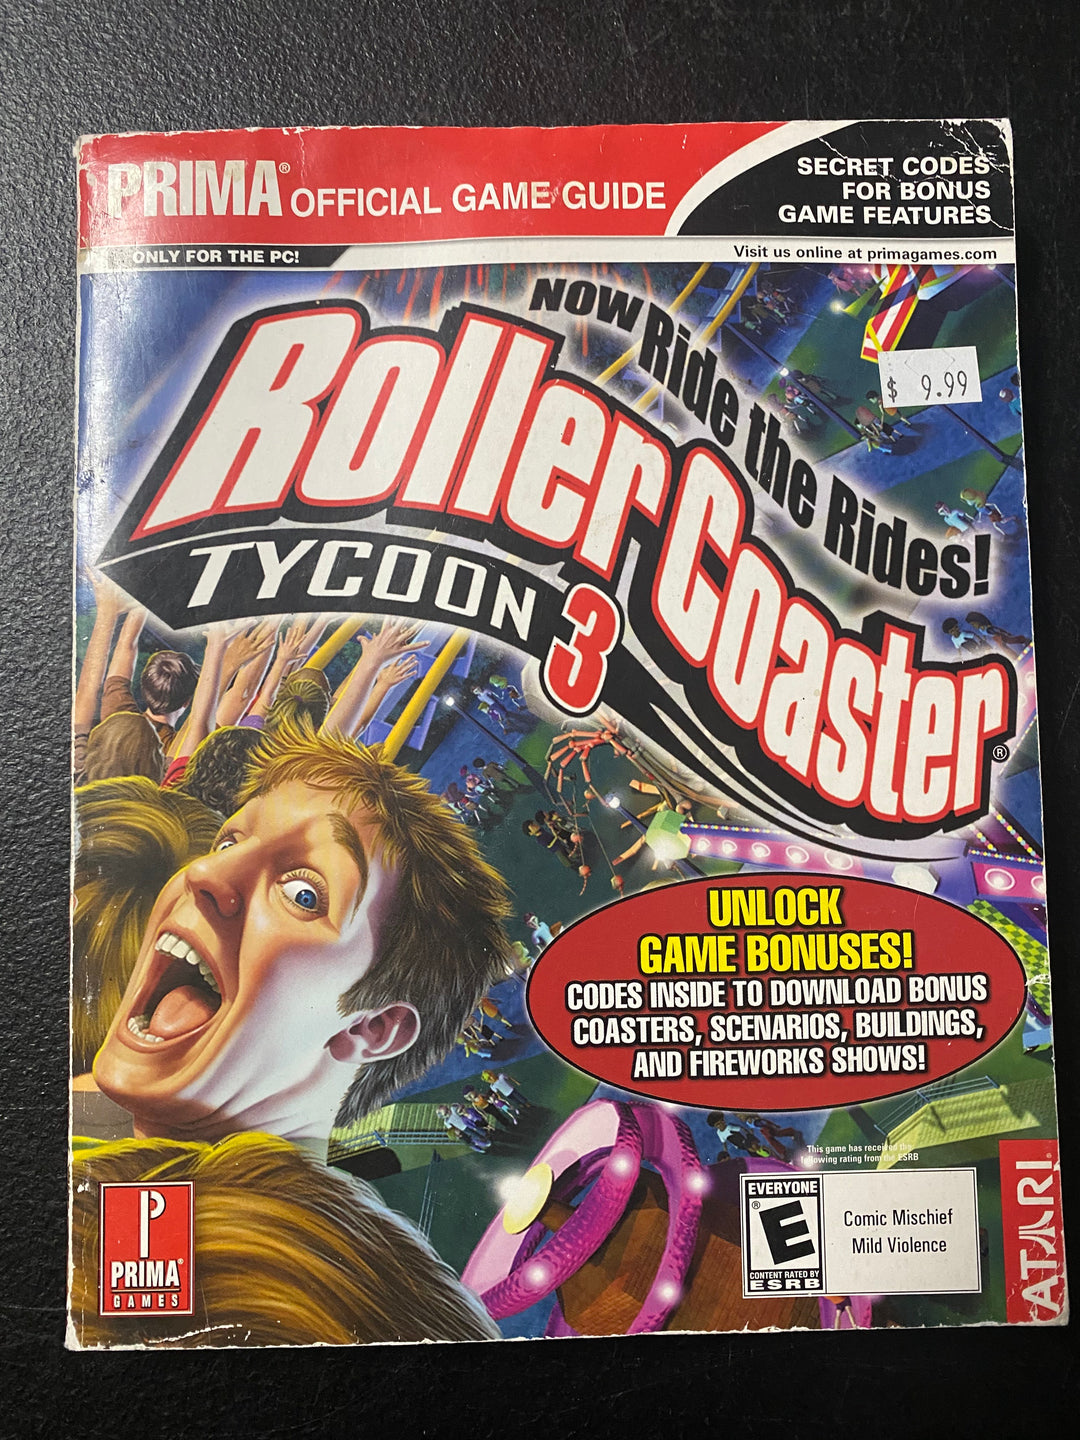 PRIMA® OFFICIAL GAME GUIDE
SECRET CODES
FOR BONUS
GAME FEATURES
ONLY FOR THE PC!
Visit us online at primagames.com
NOW Ride the Rides!
$ 9.99
RollerCoaster®
TYCOON 3
UNLOCK
GAME BONUSES!
CODES INSIDE TO DOWNLOAD BONUS
COASTERS, SCENARIOS, BUILDINGS,
AND FIREWORKS SHOWS!
This game has received the
following rating from the ESRB
EVERYONE
E®
CONTENT RATED BY
ESRB
Comic Mischief
Mild Violence
P
PRIMA®
GAMES
ATARI®